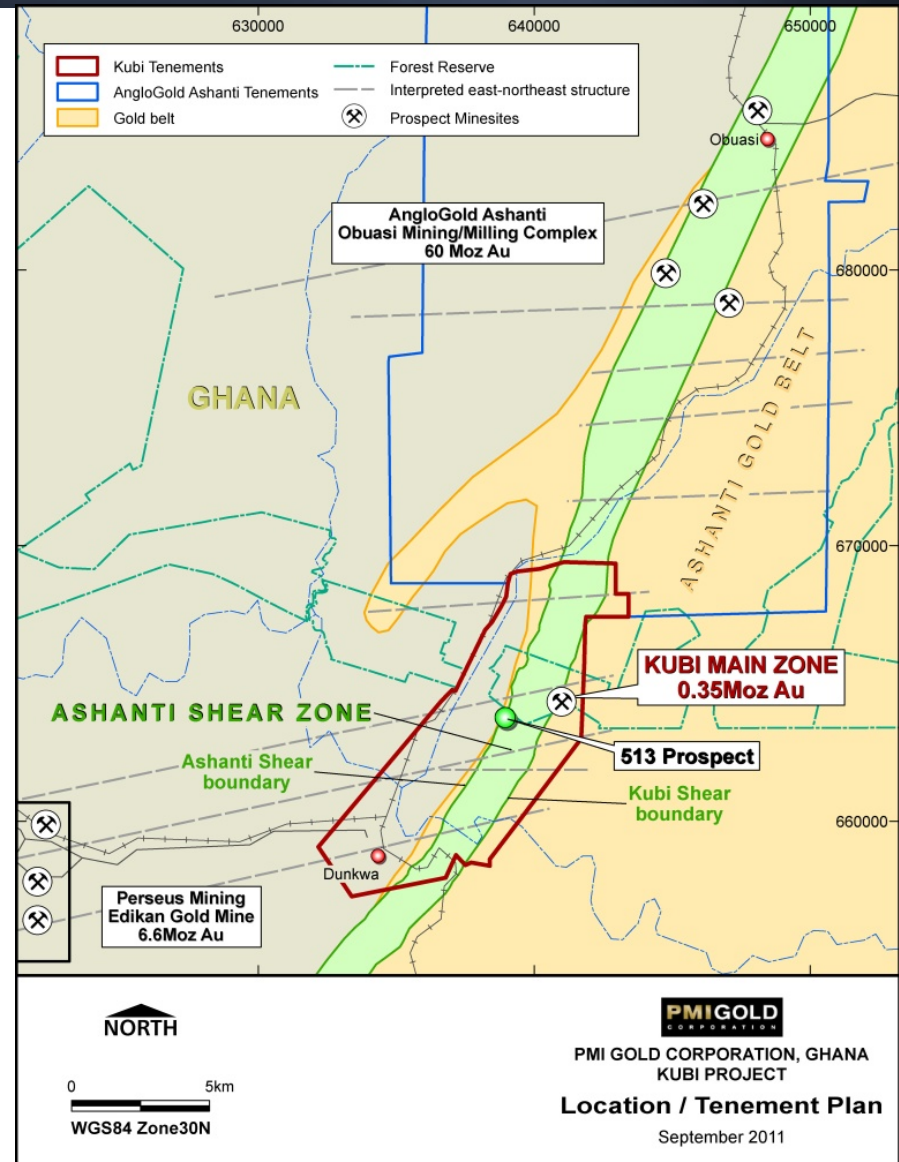 630000
640000
650000
Kubi Tenements
AngloGold Ashanti Tenements
Gold belt
Forest Reserve
Interpreted east-northeast structure
Prospect Minesites
Obuasi
AngloGold Ashanti
Obuasi Mining/Milling Complex
60 Moz Au
680000
GHANA
ASHANTI GOLD BELT
670000
KUBI MAIN ZONE
0.35Moz Au
ASHANTI SHEAR ZONE
513 Prospect
Ashanti Shear
boundary
Kubi Shear
boundary
660000
Dunkwa
Perseus Mining
Edikan Gold Mine
6.6Moz Au
NORTH
0 5km
WGS84 Zone30N
PMIGOLD
CORPORATION
PMI GOLD CORPORATION, GHANA
KUBI PROJECT
Location / Tenement Plan
September 2011